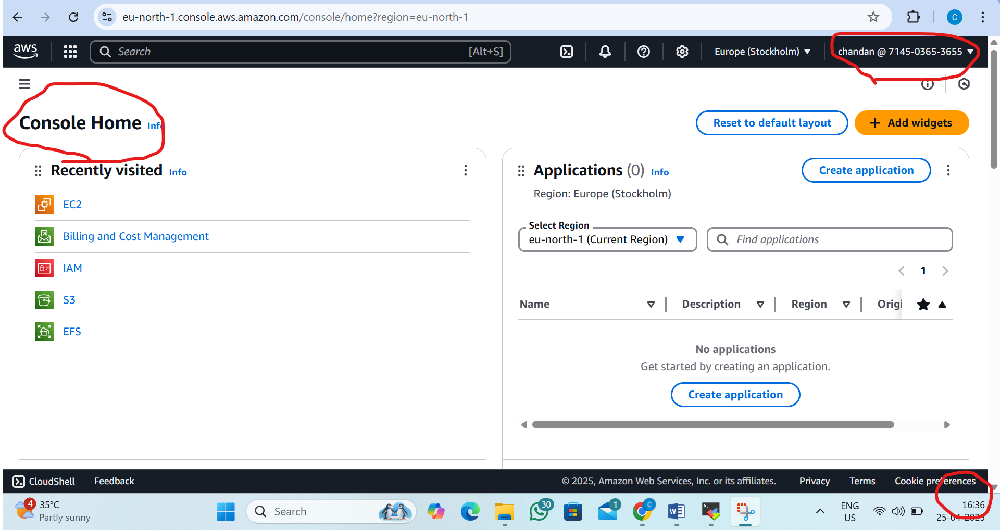 eu-north-1.console.aws.amazon.com/console/home?region=eu-north-1
C
aws
Search
[Alt+S]
Europe (Stockholm)
chandan @ 7145-0365-3655
Console Home Info
Reset to default layout
+ Add widgets
Recently visited Info
EC2
Billing and Cost Management
IAM
S3
EFS
Applications (0) Info
Create application
Region: Europe (Stockholm)
Select Region
eu-north-1 (Current Region)
Find applications
1
Name
Description
Region
Origi
No applications
Get started by creating an application.
Create application
CloudShell
Feedback
© 2025, Amazon Web Services, Inc. or its affiliates.
Privacy
Terms
Cookie preferences
4
35°C
Partly sunny
Search
30
1
C
W
ENG
US
16:36
25-04-2025